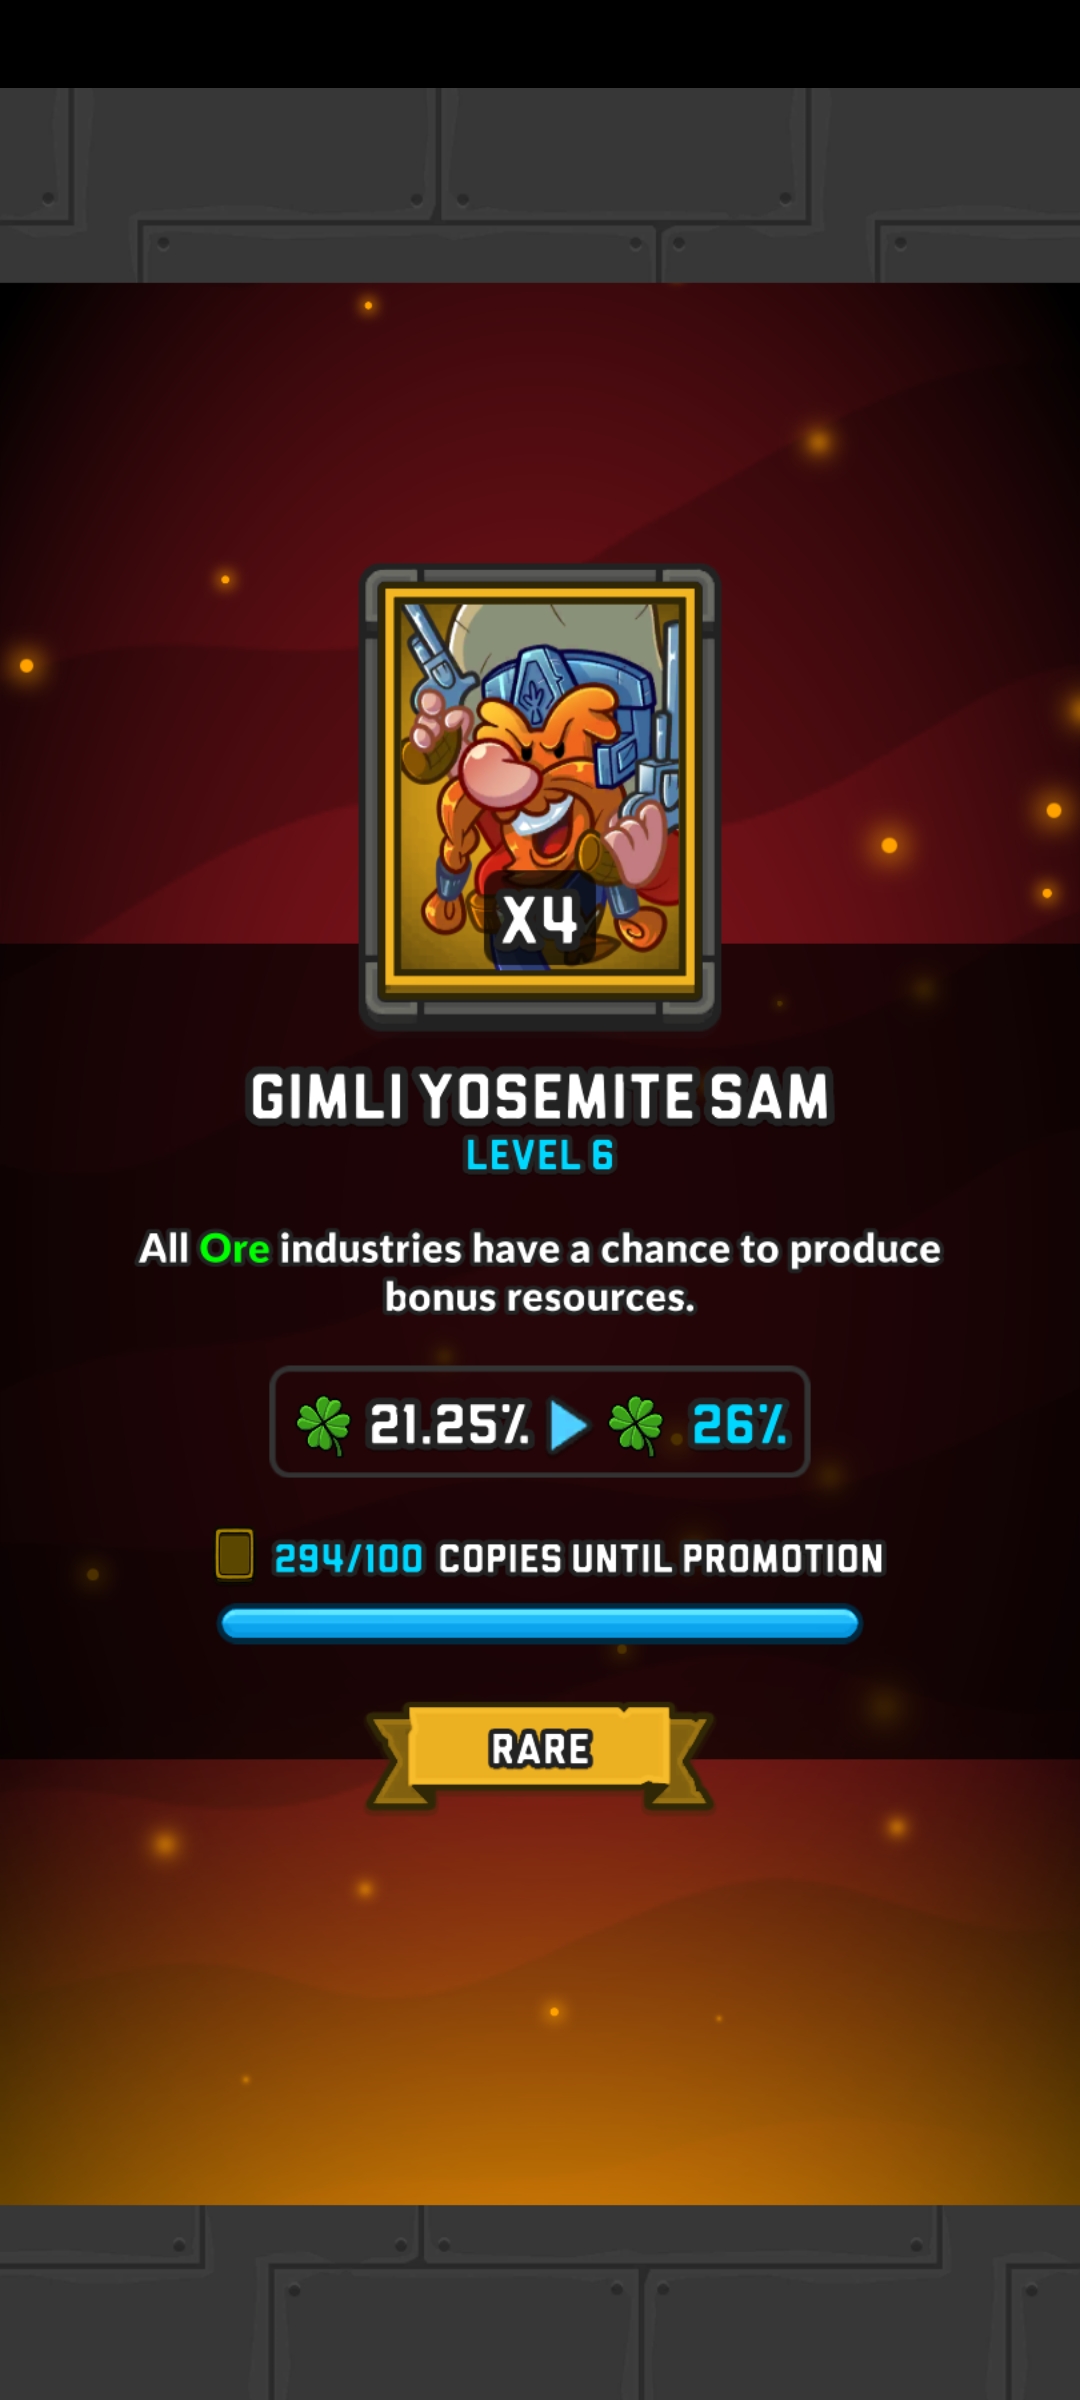 X4
GIMLI YOSEMITE SAM
LEVEL 6
All Ore industries have a chance to produce
bonus resources.
21.25% 26%
294/100 COPIES UNTIL PROMOTION
RARE